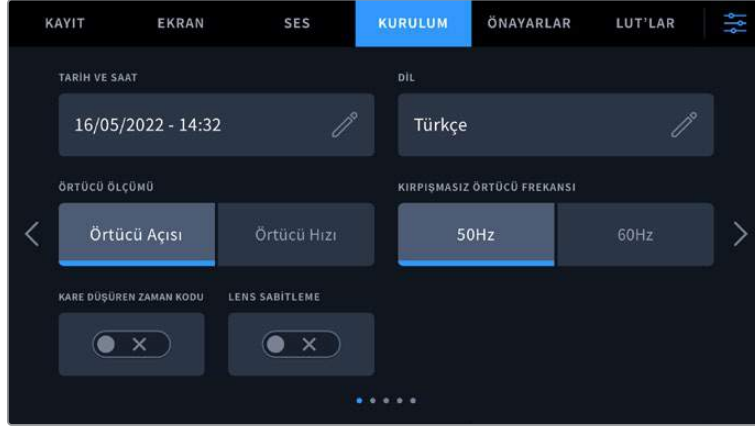 KAYIT EKRAN SES KURULUM ÖNAYARLAR LUT’LAR
TARİH VE SAAT DİL
16/05/2022 - 14:32 Türkçe
ÖRTÜCÜ ÖLÇÜMÜ KIRPIŞMASIZ ÖRTÜCÜ FREKANSI
Örtücü Açısı Örtücü Hızı 50Hz 60Hz
KARE DÜŞÜREN ZAMAN KODU LENS SABİTLEME